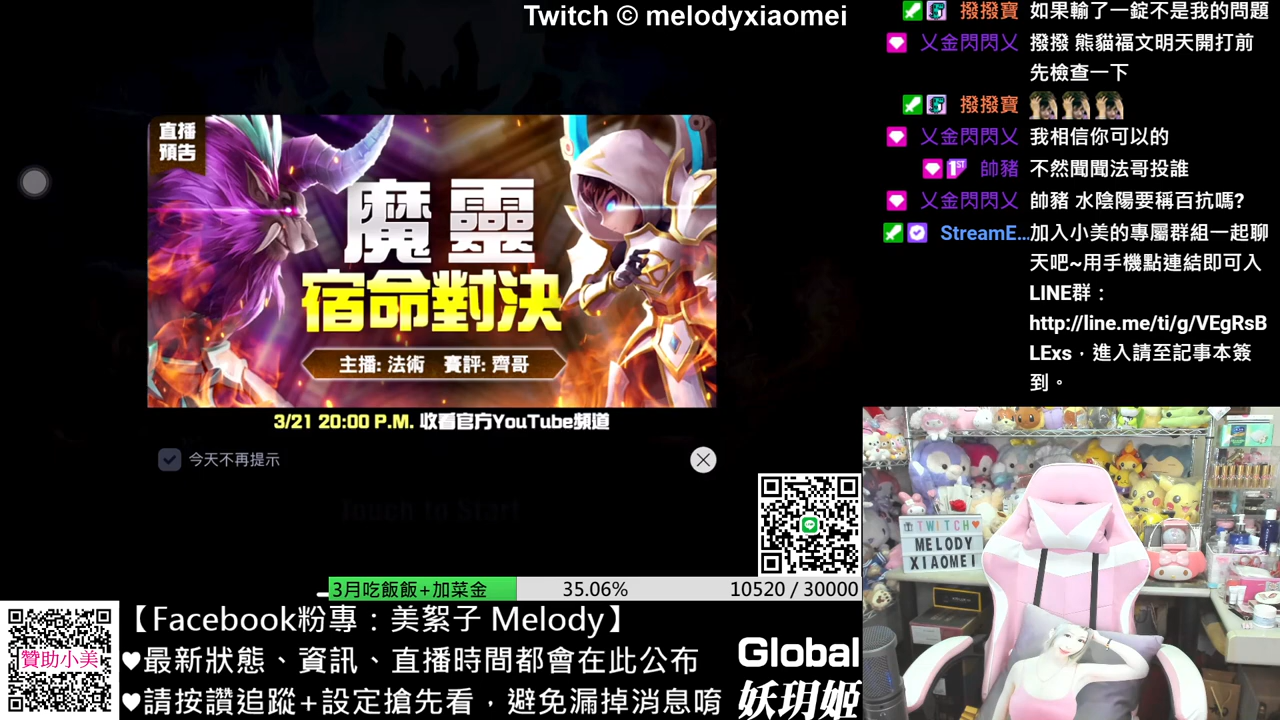 Twitch © melodyxiaomei
撥撥寶 如果輸了一錠不是我的問題
乂金閃閃乂 撥撥 熊貓福文明天開打前
先檢查一下
撥撥寶
乂金閃閃乂 我相信你可以的
帥豬 不然聞聞法哥投誰
乂金閃閃乂 帥豬 水陰陽要稱百抗嗎?
StreamE... 加入小美的專屬群組一起聊
天吧~用手機點連結即可入
LINE群：
http://line.me/ti/g/VEgRsB
LExs，進入請至記事本簽
到。
直播
預告
魔靈
宿命對決
主播: 法術 賽評: 齊哥
3/21 20:00 P.M. 收看官方YouTube頻道
今天不再提示
Touch to Start
3月吃飯飯+加菜金 35.06% 10520 / 30000
贊助小美
【Facebook粉專：美絮子 Melody】
♥最新狀態、資訊、直播時間都會在此公布
♥請按讚追蹤+設定搶先看，避免漏掉消息唷
Global
妖玥姬
TWITCH♥
MELODY
XIAOMEI